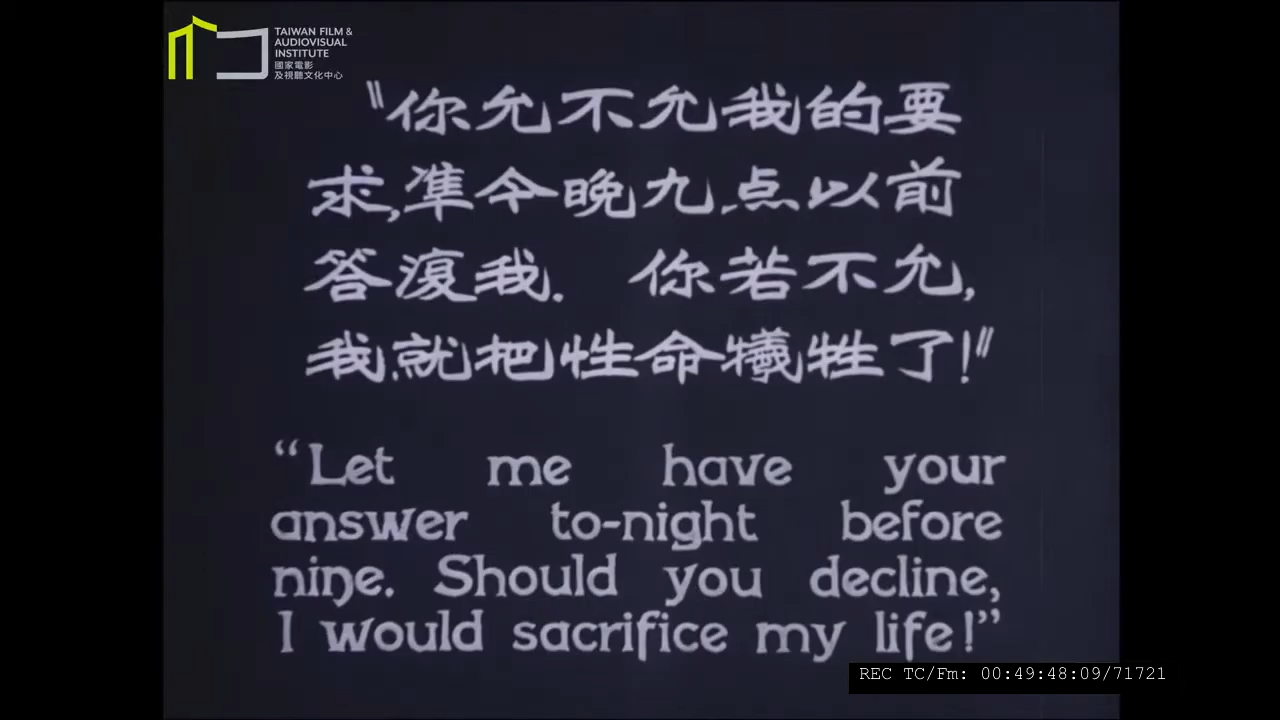 TAIWAN FILM &
AUDIOVISUAL
INSTITUTE
國家電影
及視聽文化中心
"你允不允我的要
求,準今晚九点以前
答復我. 你若不允,
我就把性命犧牲了!"
“Let me have your
answer to-night before
nine. Should you decline,
I would sacrifice my life!”
REC TC/Fm: 00:49:48:09/71721